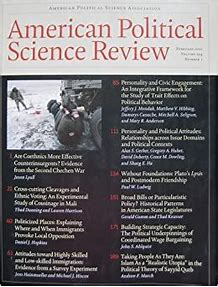 AMERICAN POLITICAL SCIENCE ASSOCIATION
American Political
Science Review
FEBRUARY 2010
VOLUME 104
NUMBER 1
1 Are Coethnics More Effective
Counterinsurgents? Evidence from the
Second Chechen War
Jason Lyall
21 Cross-cutting Cleavages and
Ethnic Voting: An Experimental
Study of Cousinage in Mali
Thad Dunning and Lauren Harrison
40 Politicized Places: Explaining
Where and When Immigrants
Provoke Local Opposition
Daniel J. Hopkins
61 Attitudes toward Highly Skilled
and Low-skilled Immigration:
Evidence from a Survey Experiment
Jens Hainmueller and Michael J. Hiscox
85 Personality and Civic Engagement:
An Integrative Framework for
the Study of Trait Effects on
Political Behavior
Jeffery J. Mondak, Matthew V. Hibbing,
Damarys Canache, Mitchell A. Seligson,
and Mary R. Anderson
111 Personality and Political Attitudes:
Relationships across Issue Domains
and Political Contexts
Alan S. Gerber, Gregory A. Huber,
David Doherty, Conor M. Dowling,
and Shang E. Ha
134 Without Foundations: Plato's Lysis
and Postmodern Friendship
Paul W. Ludwig
151 Broad Bills or Particularistic
Policy? Historical Patterns
in American State Legislatures
Gerald Gamm and Thad Kousser
171 Building Strategic Capacity:
The Political Underpinnings of
Coordinated Wage Bargaining
John S. Ahlquist
189 Taking People As They Are:
Islam As a "Realistic Utopia" in the
Political Theory of Sayyid Qutb
Andrew F. March